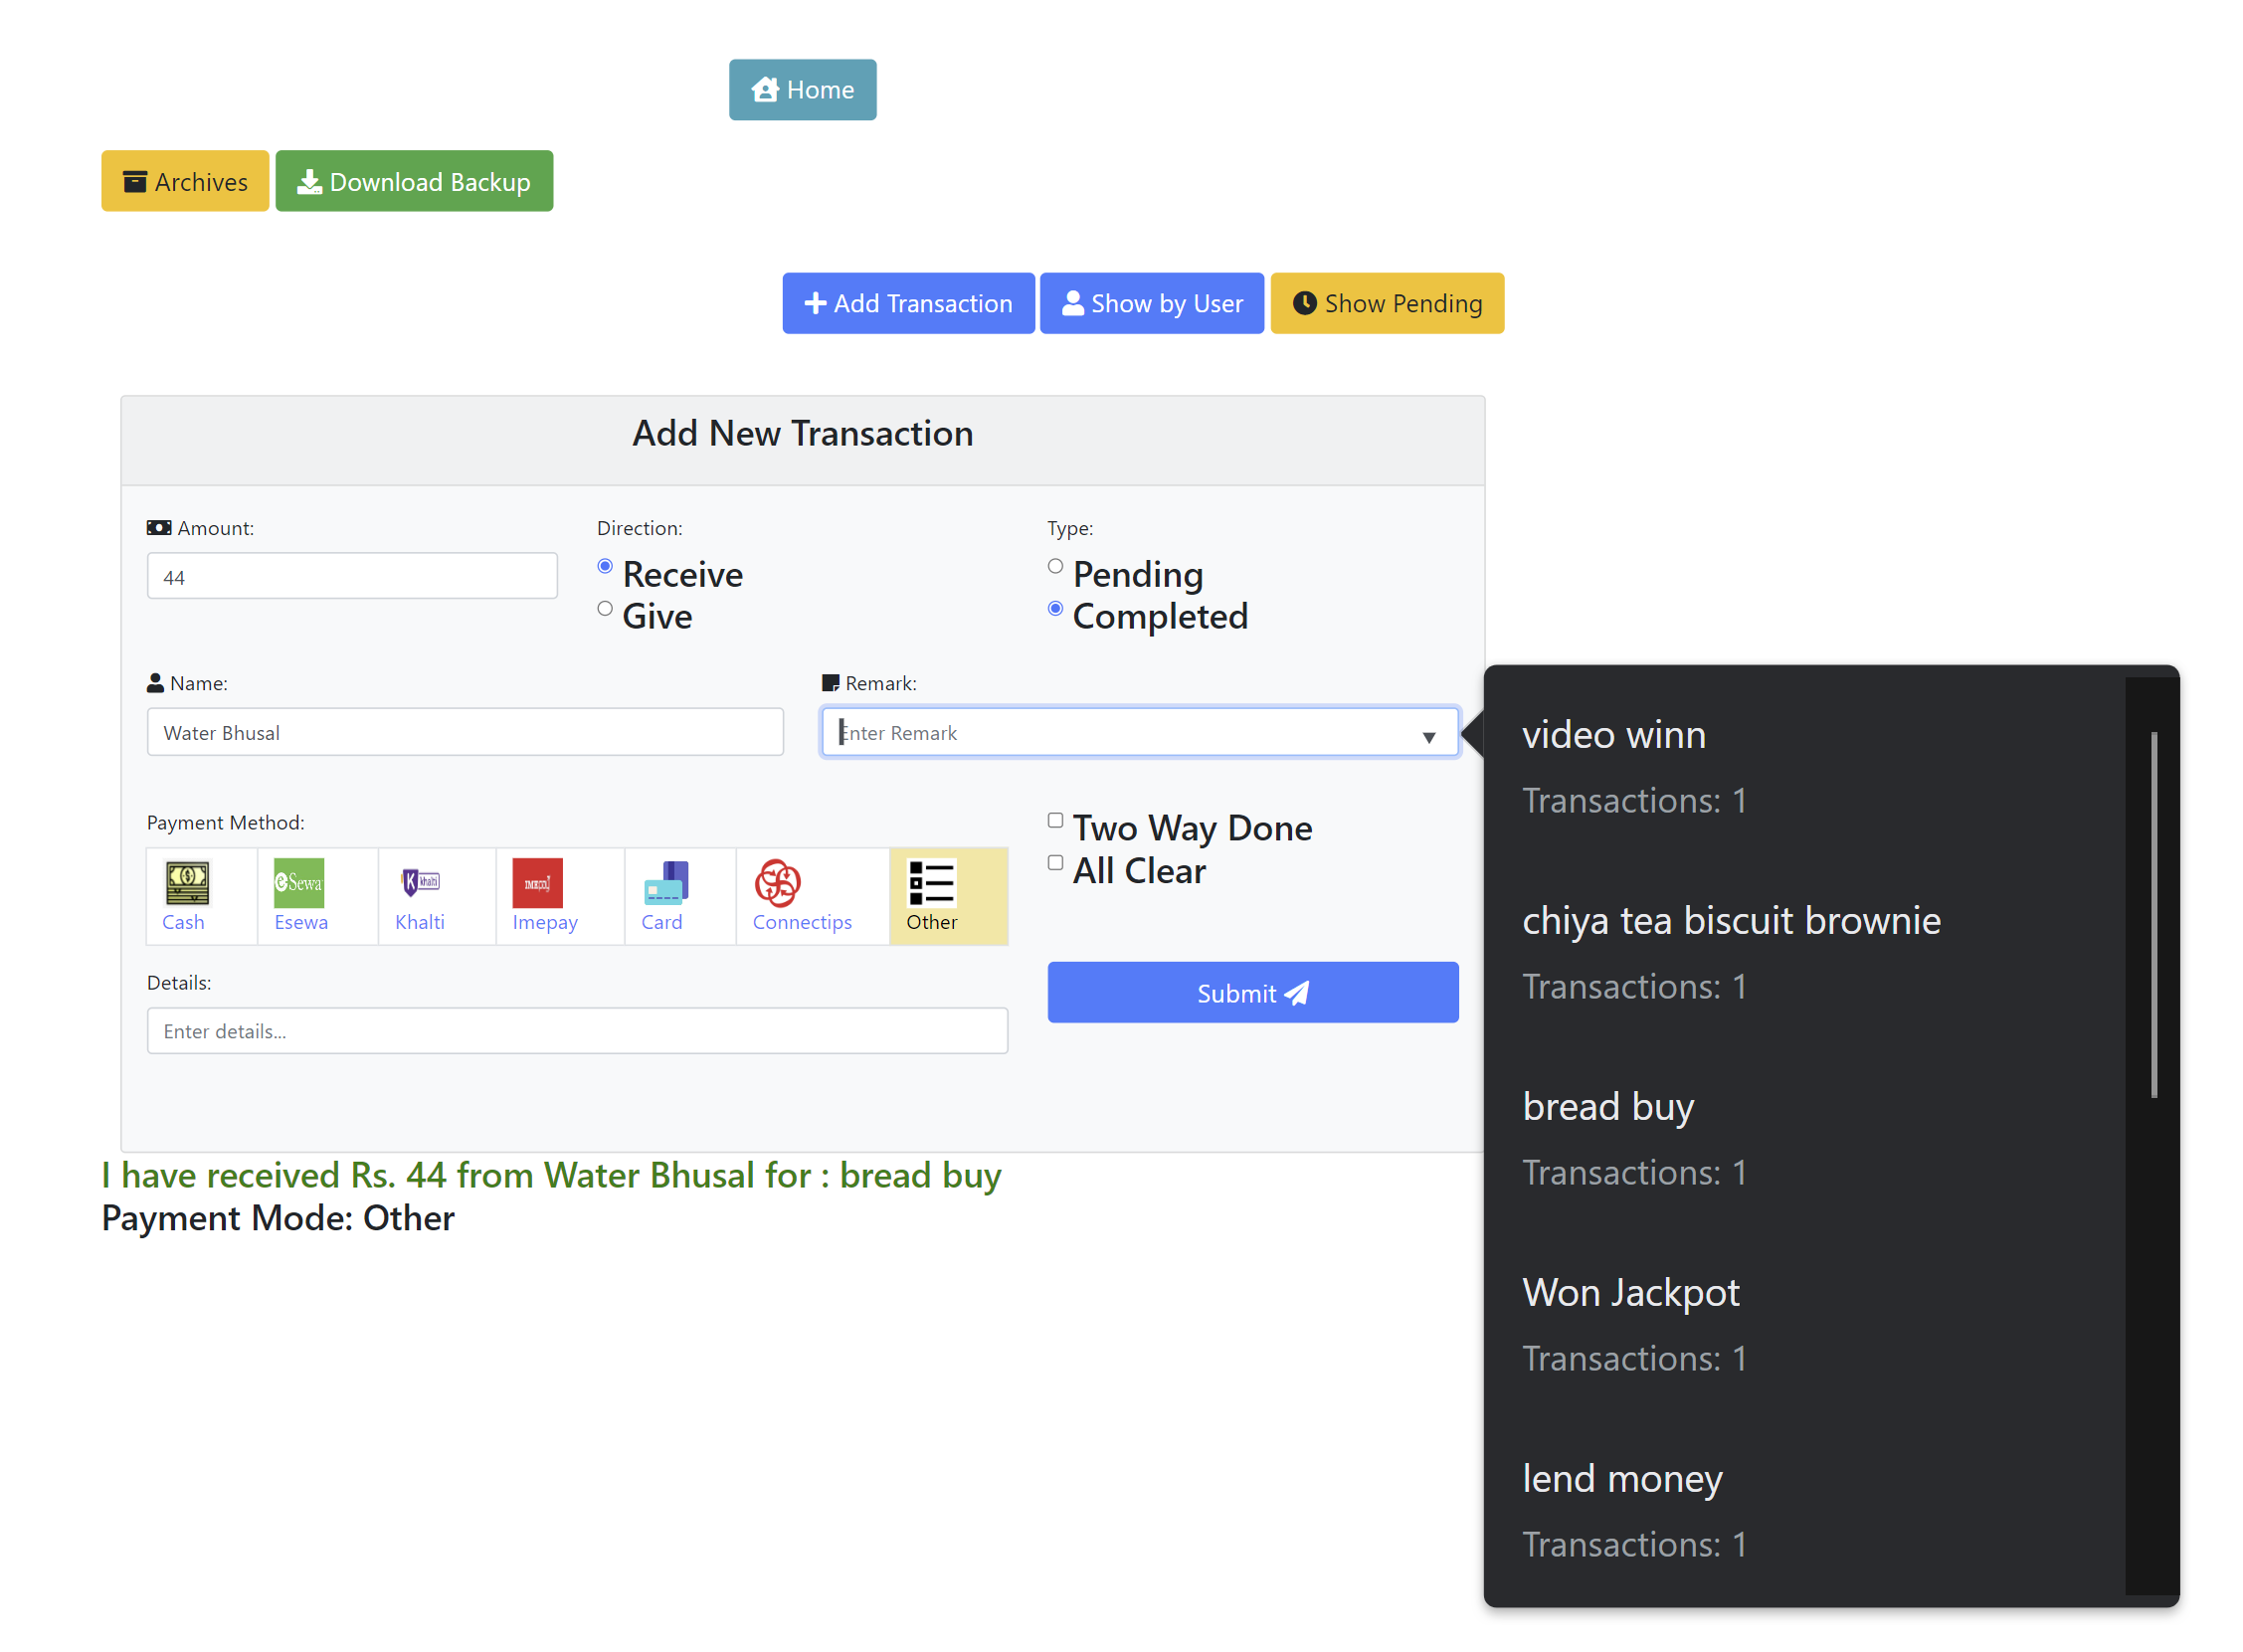 Home
Archives
Download Backup
Add Transaction
Show by User
Show Pending
Add New Transaction
Amount:
44
Direction:
Receive
Give
Type:
Pending
Completed
Name:
Water Bhusal
Remark:
Enter Remark
Payment Method:
Cash
eSewa
Esewa
K khalti
Khalti
IMEpay
Imepay
Card
Connectips
Other
Two Way Done
All Clear
Details:
Enter details...
Submit
I have received Rs. 44 from Water Bhusal for : bread buy
Payment Mode: Other
video winn
Transactions: 1
chiya tea biscuit brownie
Transactions: 1
bread buy
Transactions: 1
Won Jackpot
Transactions: 1
lend money
Transactions: 1